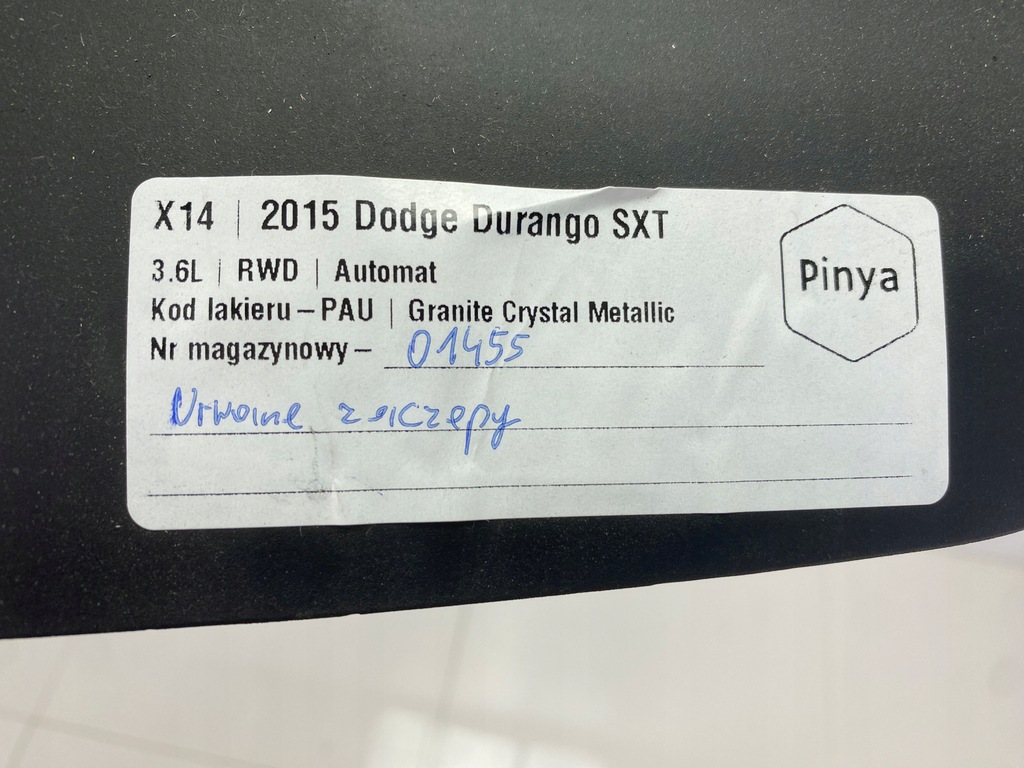 X14 | 2015 Dodge Durango SXT
Pinya
3.6L | RWD | Automat
Kod lakieru – PAU | Granite Crystal Metallic
Nr magazynowy – 01455
Urwane zaczepy